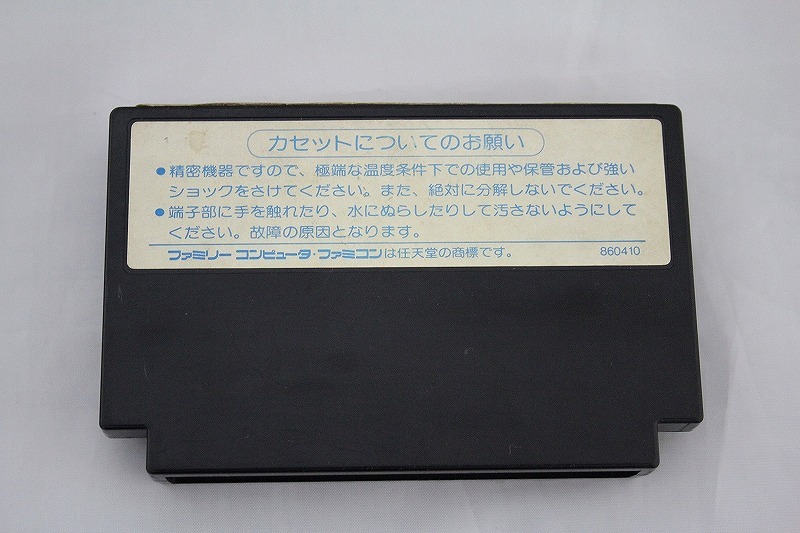 カセットについてのお願い
●精密機器ですので、極端な温度条件下での使用や保管および強い
ショックをさけてください。また、絶対に分解しないでください。
●端子部に手を触れたり、水にぬらしたりして汚さないようにして
ください。故障の原因となります。
ファミリーコンピュータ・ファミコンは任天堂の商標です。 860410